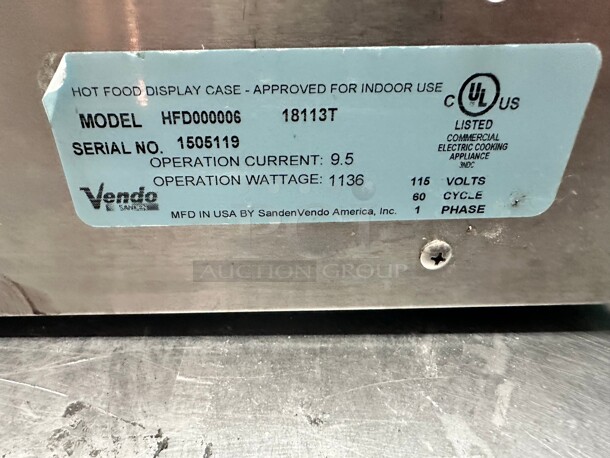 HOT FOOD DISPLAY CASE - APPROVED FOR INDOOR USE
MODEL HFD000006 18113T
SERIAL NO. 1505119
OPERATION CURRENT: 9.5
OPERATION WATTAGE: 1136
Vendo
SANDEN
MFD IN USA BY SandenVendo America, Inc.
C UL US
LISTED
COMMERCIAL
ELECTRIC COOKING
APPLIANCE
3NDC
115 VOLTS
60 CYCLE
1 PHASE
AUCTION GROUP